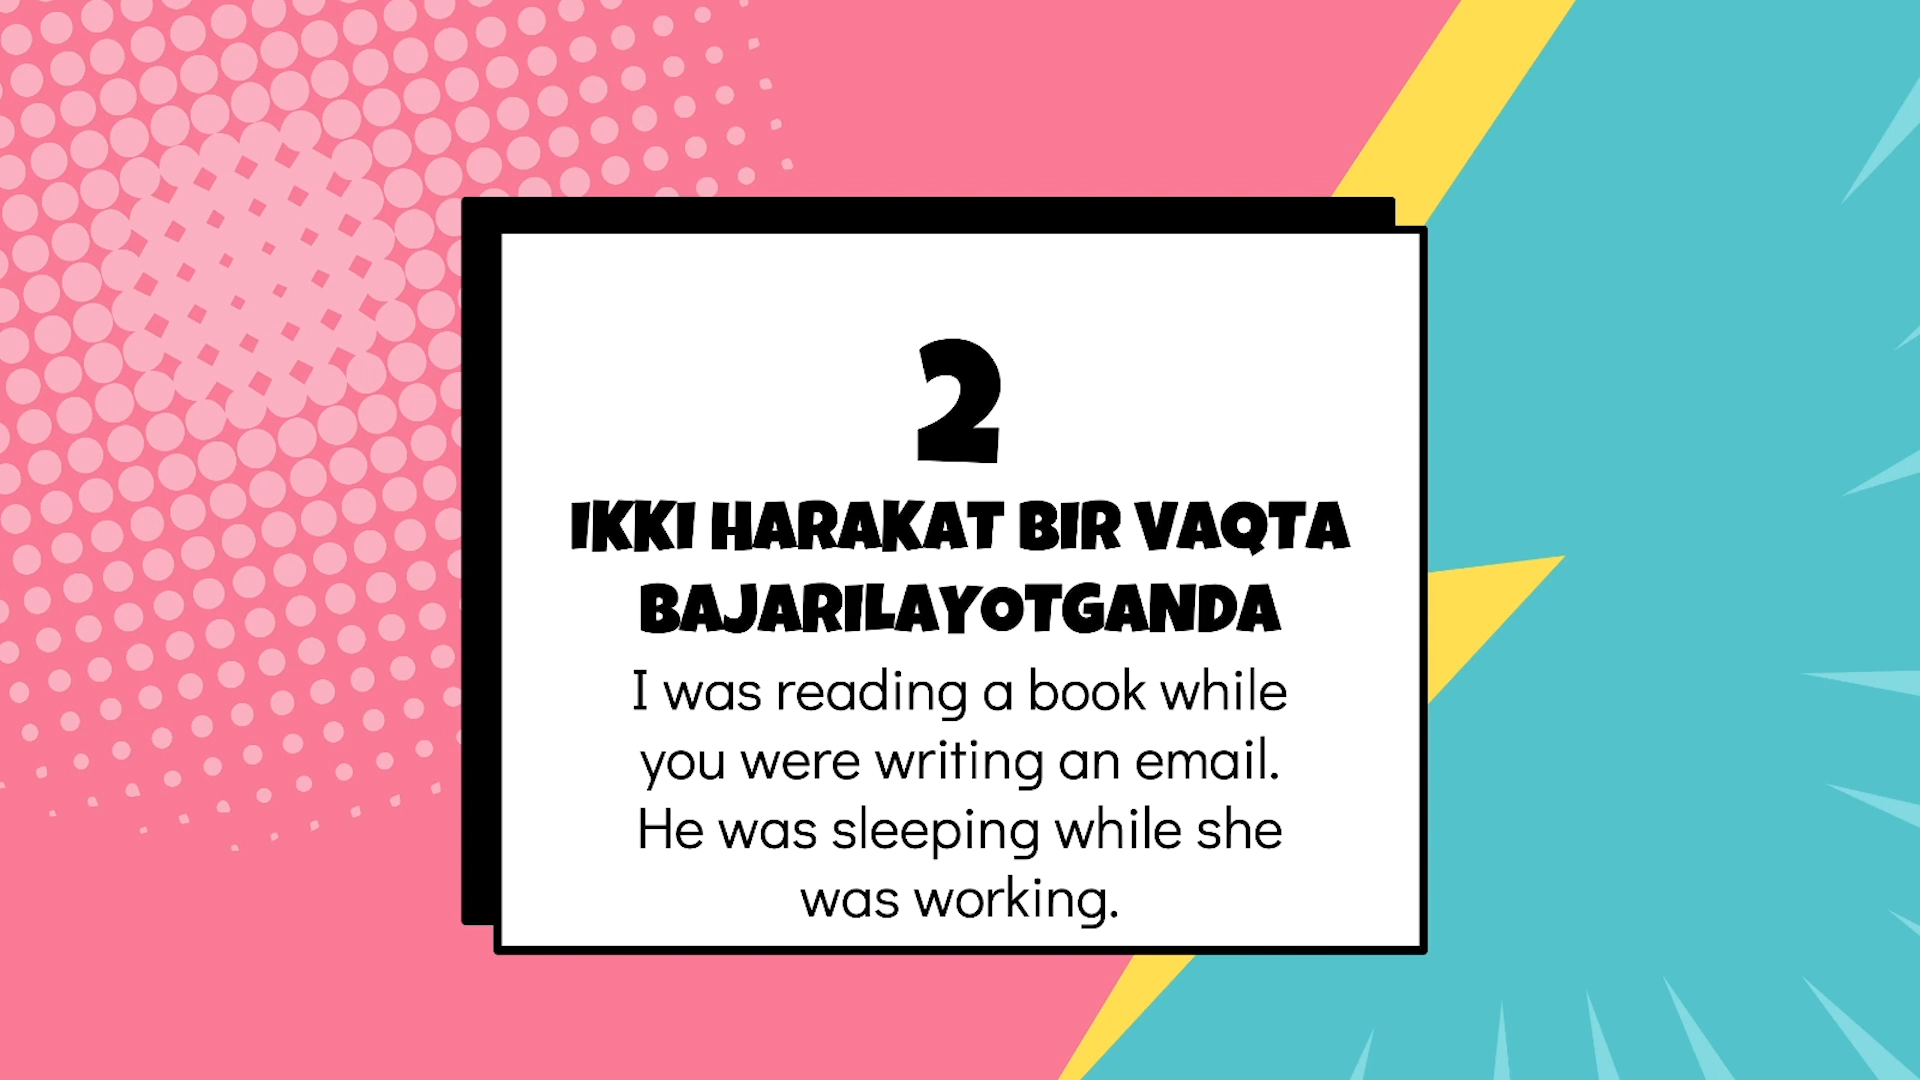 2
IKKI HARAKAT BIR VAQTA
BAJARILAYOTGANDA
I was reading a book while
you were writing an email.
He was sleeping while she
was working.